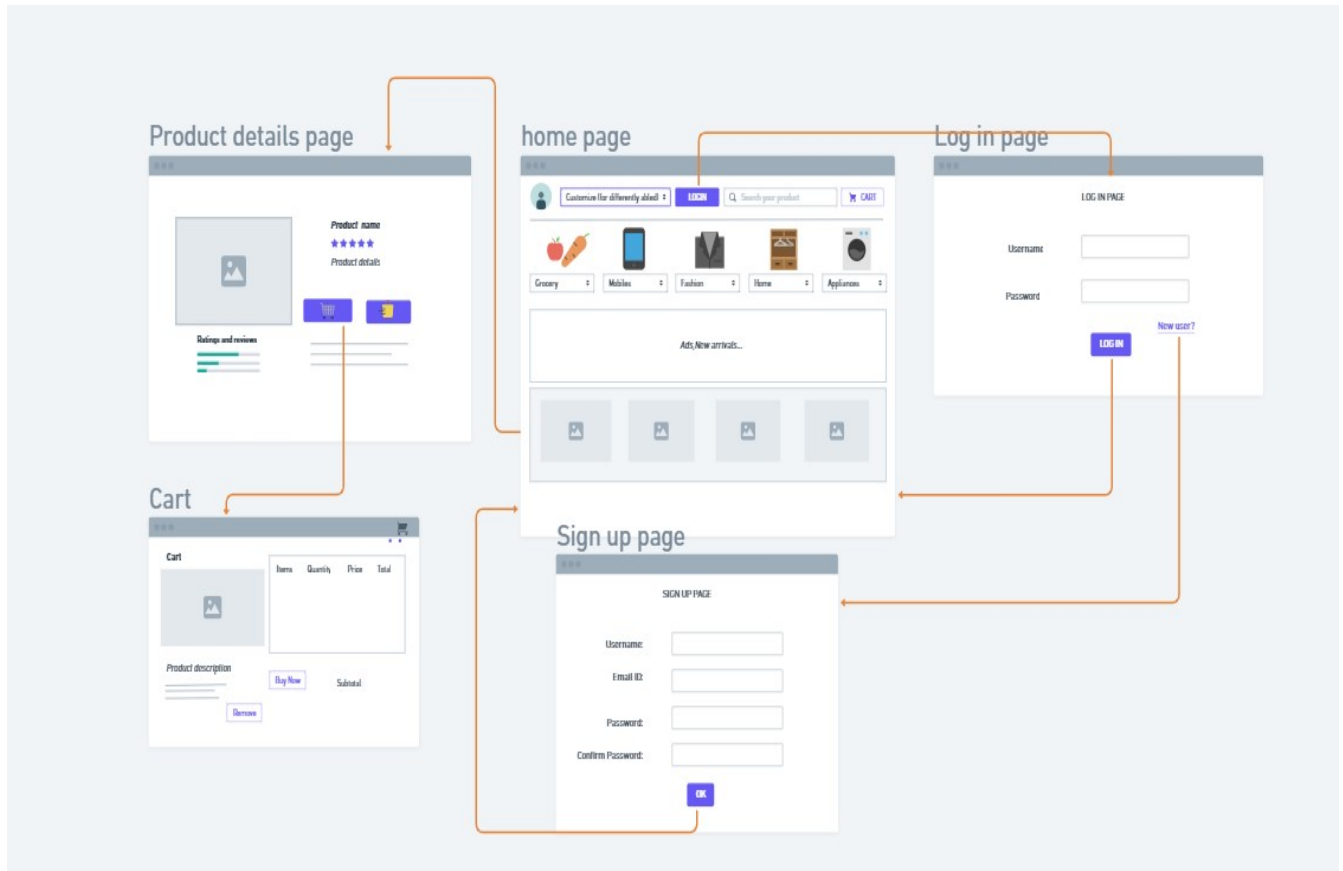 Product details page
Product name
Product details
Ratings and reviews
home page
Customize (for differently abled)
LOGIN
Search your product
CART
Grocery
Mobiles
Fashion
Home
Appliances
Ads,New arrivals...
Log in page
LOG IN PAGE
Username
Password
New user?
LOG IN
Cart
Cart
Items Quantity Price Total
Product description
Buy Now
Subtotal
Remove
Sign up page
SIGN UP PAGE
Username:
Email ID:
Password:
Confirm Password:
OK